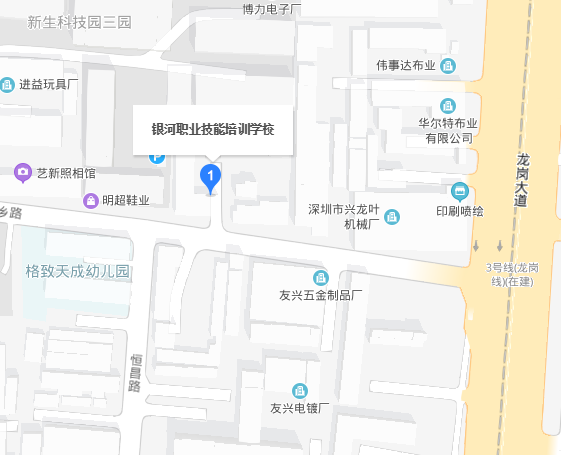 博力电子厂
新生科技园三园
伟事达布业
进益玩具厂
华尔特布业
有限公司
银河职业技能培训学校
P
艺新照相馆
1
龙岗大道
明超鞋业
乡路
深圳市兴龙叶
机械厂
印刷喷绘
格致天成幼儿园
3号线(龙岗
线)(在建)
友兴五金制品厂
恒昌路
友兴电镀厂